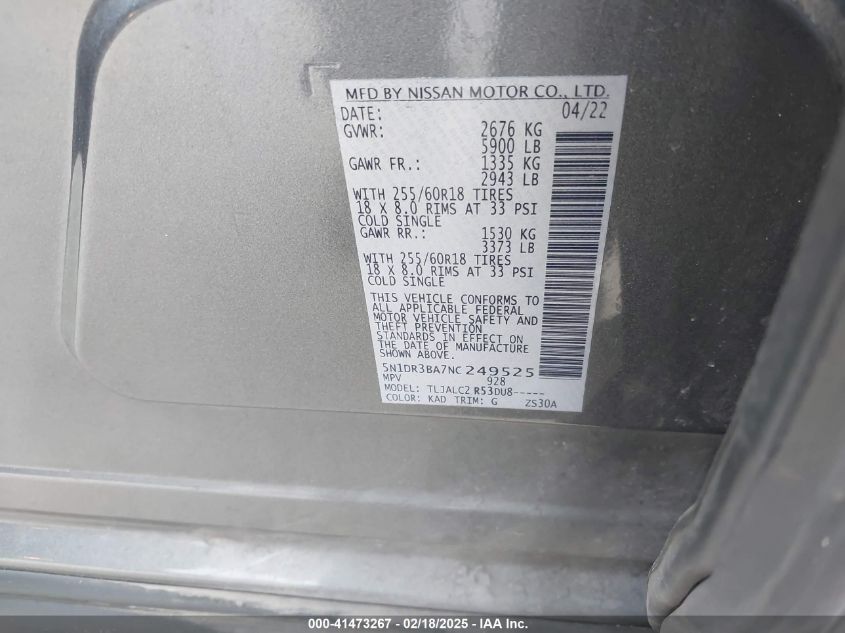 MFD BY NISSAN MOTOR CO., LTD.
DATE: 04/22
GVWR: 2676 KG
5900 LB
GAWR FR.: 1335 KG
2943 LB
WITH 255/60R18 TIRES
18 X 8.0 RIMS AT 33 PSI
COLD SINGLE
GAWR RR.: 1530 KG
3373 LB
WITH 255/60R18 TIRES
18 X 8.0 RIMS AT 33 PSI
COLD SINGLE
THIS VEHICLE CONFORMS TO
ALL APPLICABLE FEDERAL
MOTOR VEHICLE SAFETY AND
THEFT PREVENTION
STANDARDS IN EFFECT ON
THE DATE OF MANUFACTURE
SHOWN ABOVE.
5N1DR3BA7NC249525
MPV 928
MODEL: TLJALC2 R53DU8-----
COLOR: KAD TRIM: G ZS30A
000-41473267 - 02/18/2025 - IAA Inc.